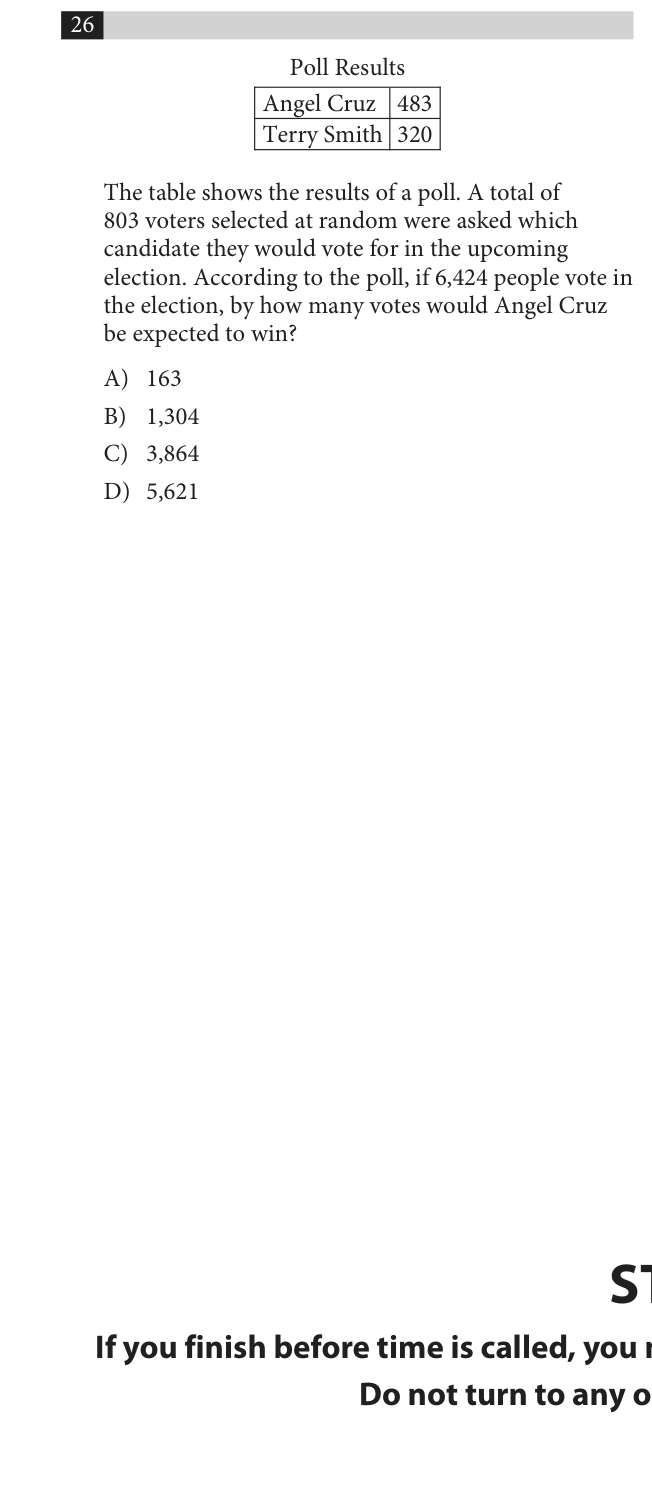 26
Poll Results
Angel Cruz 483
Terry Smith 320
The table shows the results of a poll. A total of
803 voters selected at random were asked which
candidate they would vote for in the upcoming
election. According to the poll, if 6,424 people vote in
the election, by how many votes would Angel Cruz
be expected to win?
A) 163
B) 1,304
C) 3,864
D) 5,621
ST
If you finish before time is called, you
Do not turn to any o